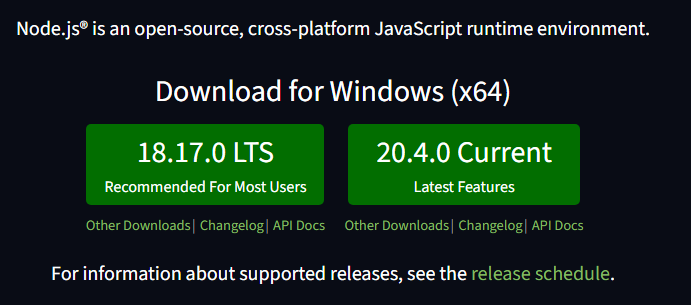 Node.js® is an open-source, cross-platform JavaScript runtime environment.
Download for Windows (x64)
18.17.0 LTS
Recommended For Most Users
20.4.0 Current
Latest Features
Other Downloads | Changelog | API Docs
Other Downloads | Changelog | API Docs
For information about supported releases, see the release schedule.